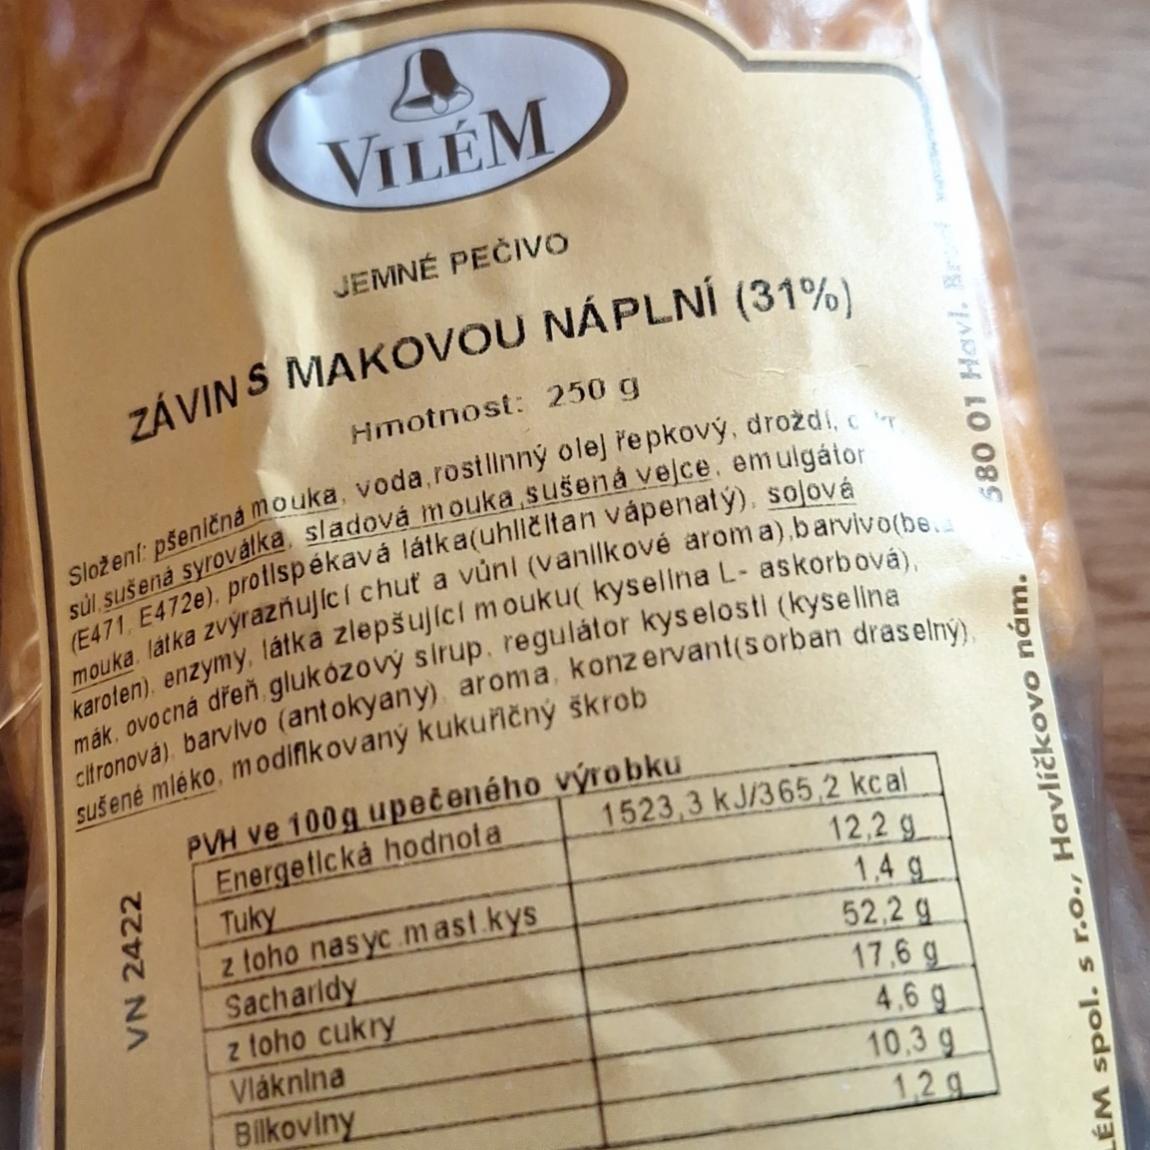 VILÉM
JEMNÉ PEČIVO
ZÁVIN S MAKOVOU NÁPLNÍ (31%)
Hmotnost: 250 g
Složení: pšeničná mouka, voda, rostlinný olej řepkový, droždí,
sůl, sušená syrovátka, sladová mouka, sušená vejce, emulgátor
(E471, E472e), protispékavá látka(uhličitan vápenatý), sojová
mouka, látka zvýrazňující chuť a vůni (vanilkové aroma),barvivo(be
karoten), enzymy, látka zlepšující mouku( kyselina L- askorbová),
mák, ovocná dřeň,glukózový sirup, regulátor kyselosti (kyselina
citronová), barvivo (antokyany), aroma, konzervant(sorban draselný),
sušené mléko, modifikovaný kukuřičný škrob
PVH ve 100g upečeného výrobku
Energetická hodnota 1523,3 kJ/365,2 kcal
Tuky 12,2 g
z toho nasyc.mast.kys 1,4 g
Sacharidy 52,2 g
z toho cukry 17,6 g
Vláknina 4,6 g
Bílkoviny 10,3 g
1,2 g
VN 2422
LÉM spol. s r.o., Havlíčkovo nám.
580 01 Havl.